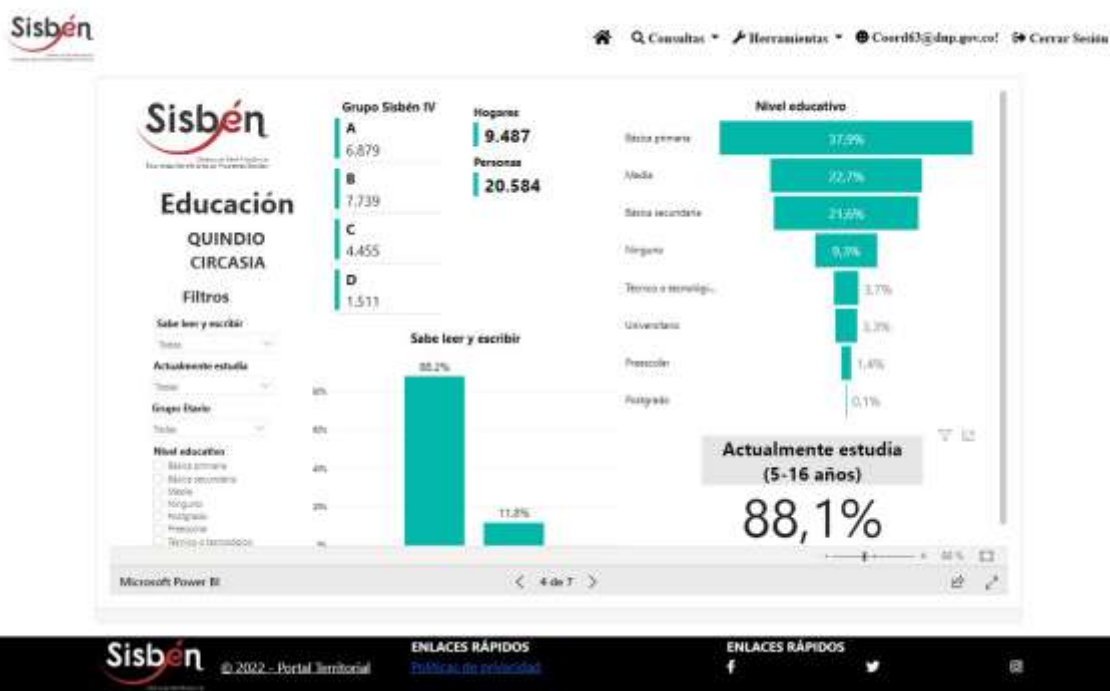 Sisbén
Consultas
Herramientas
Coord63@dnp.gov.co!
Cerrar Sesión
Sisbén
Educación
QUINDIO
CIRCASIA
Filtros
Sabe leer y escribir
Todas
Actualmente estudia
Todas
Grupo Etario
Todas
Nivel educativo
Básica primaria
Básica secundaria
Media
Ninguno
Postgrado
Preescolar
Técnico o tecnológico
Grupo Sisbén IV
A
6.879
B
7.739
C
4.455
D
1.511
Hogares
9.487
Personas
20.584
Sabe leer y escribir
88.2%
11.8%
60%
40%
20%
0%
Nivel educativo
Básica primaria
37,9%
Media
22,7%
Básica secundaria
21,6%
Ninguno
9,3%
Técnico o tecnológi...
3,7%
Universitario
3,3%
Preescolar
1,4%
Postgrado
0,1%
Actualmente estudia
(5-16 años)
88,1%
Microsoft Power BI
4 de 7
Sisbén
© 2022 - Portal Territorial
ENLACES RÁPIDOS
Políticas de privacidad
ENLACES RÁPIDOS